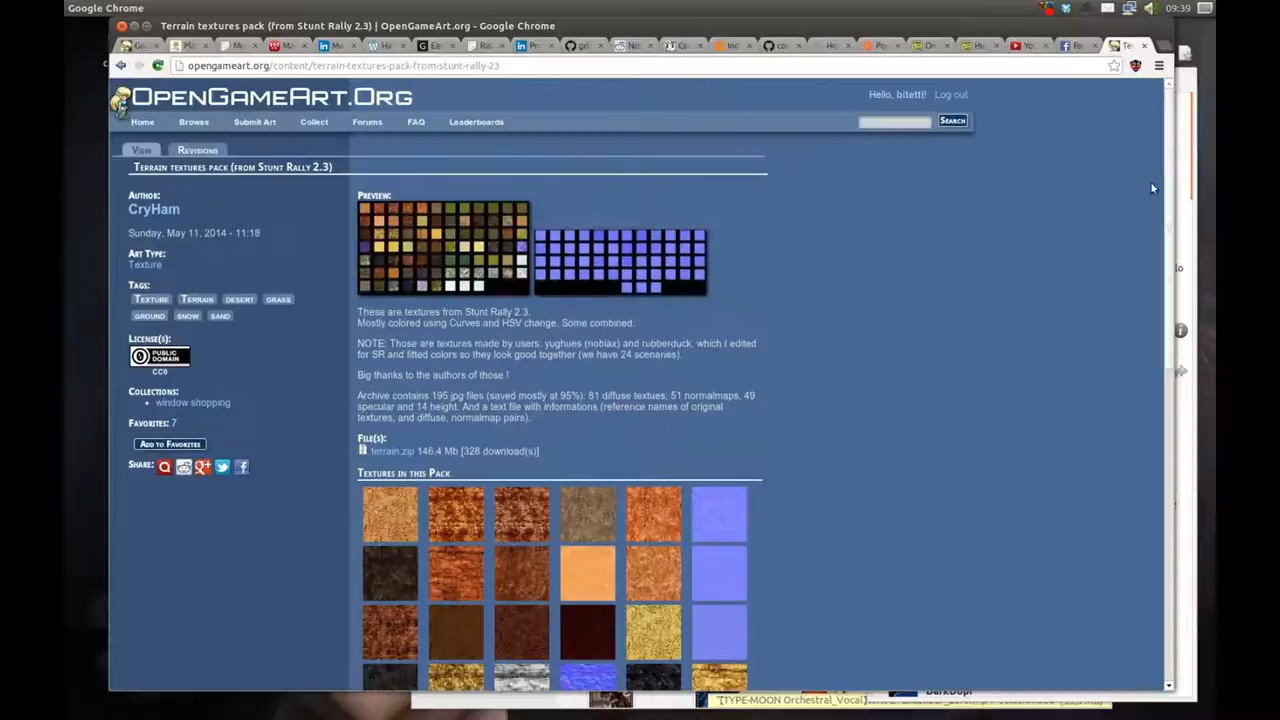 Google Chrome
09:39
Terrain textures pack (from Stunt Rally 2.3) | OpenGameArt.org - Google Chrome
opengameart.org/content/terrain-textures-pack-from-stunt-rally-23
OpenGameArt.Org
Hello, bitetti! Log out
Home Browse Submit Art Collect Forums FAQ Leaderboards
Search
View Revisions
Terrain textures pack (from Stunt Rally 2.3)
Author:
CryHam
Sunday, May 11, 2014 - 11:18
Art Type:
Texture
Tags:
Texture Terrain desert grass
ground snow sand
License(s):
PUBLIC DOMAIN
CC0
Collections:
window shopping
Favorites: 7
Add to Favorites
Share:
Preview:
These are textures from Stunt Rally 2.3.
Mostly colored using Curves and HSV change. Some combined.
NOTE: Those are textures made by users: yughues (nobiax) and rubberduck, which I edited
for SR and fitted colors so they look good together (we have 24 sceneries).
Big thanks to the authors of those !
Archive contains 195 jpg files (saved mostly at 95%): 81 diffuse textues, 51 normalmaps, 49
specular and 14 height. And a text file with informations (reference names of original
textures, and diffuse, normalmap pairs).
File(s):
terrain.zip 146.4 Mb [328 download(s)]
Textures in this Pack
"[TYPE-MOON Orchestral_Vocal]